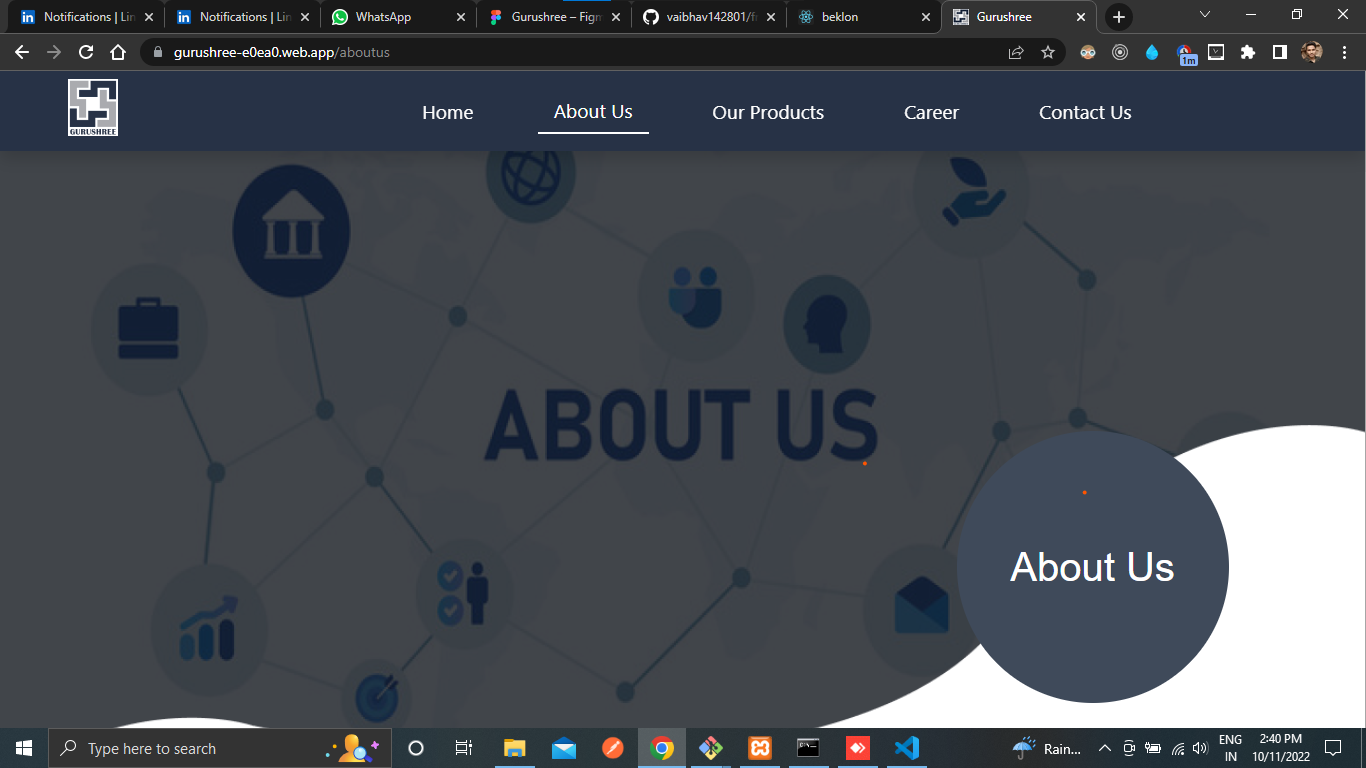 Notifications | Lin
Notifications | Lin
WhatsApp
Gurushree – Figm
vaibhav142801/f
beklon
Gurushree
gurushree-e0ea0.web.app/aboutus
1m
GURUSHREE
Home
About Us
Our Products
Career
Contact Us
ABOUT US
About Us
Type here to search
Rain...
ENG
IN
2:40 PM
10/11/2022